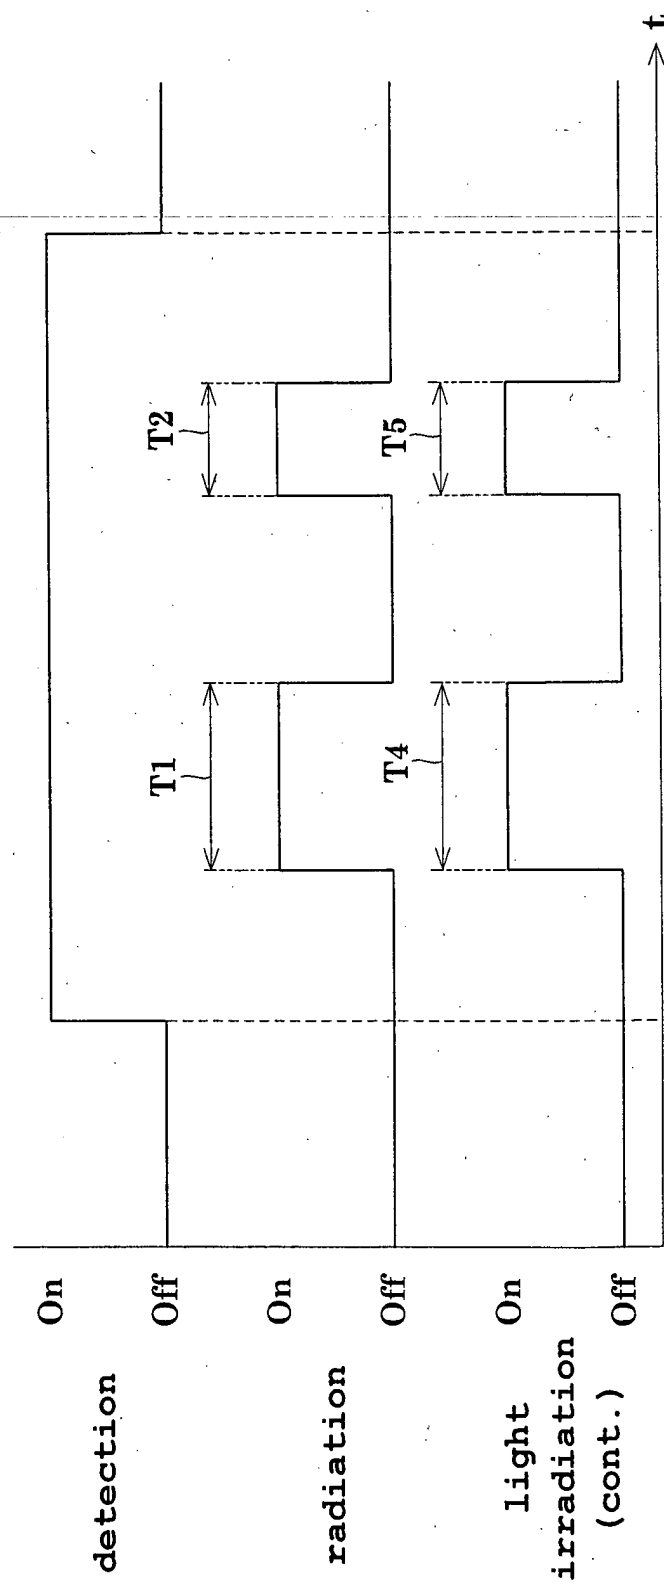 detection
On
Off
T1
T2
radiation
On
Off
T4
T5
light
irradiation
(cont.)
On
Off
t